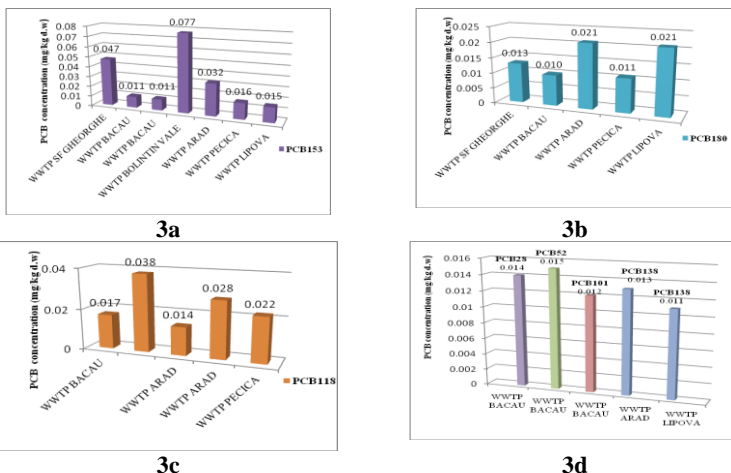 PCB concentration (mg/kg d.w)
0.08
0.07
0.06
0.05
0.04
0.03
0.02
0.01
0
0.047
0.011
0.011
0.077
0.032
0.016
0.015
WWTP SF GHEORGHE
WWTP BACAU
WWTP BACAU
WWTP BOLINTIN VALE
WWTP ARAD
WWTP PECICA
WWTP LIPOVA
PCB153
3a
PCB concentration (mg/kg d.w)
0.025
0.02
0.015
0.01
0.005
0
0.013
0.010
0.021
0.011
0.021
WWTP SF GHEORGHE
WWTP BACAU
WWTP ARAD
WWTP PECICA
WWTP LIPOVA
PCB180
3b
PCB concentration (mg/kg d.w)
0.04
0.02
0
0.017
0.038
0.014
0.028
0.022
WWTP BACAU
WWTP ARAD
WWTP ARAD
WWTP PECICA
PCB118
3c
PCB concentration (mg/kg d.w)
0.016
0.014
0.012
0.01
0.008
0.006
0.004
0.002
0
PCB28
0.014
PCB52
0.015
PCB101
0.012
PCB138
0.013
PCB138
0.011
WWTP
BACAU
WWTP
BACAU
WWTP
BACAU
WWTP
ARAD
WWTP
LIPOVA
3d